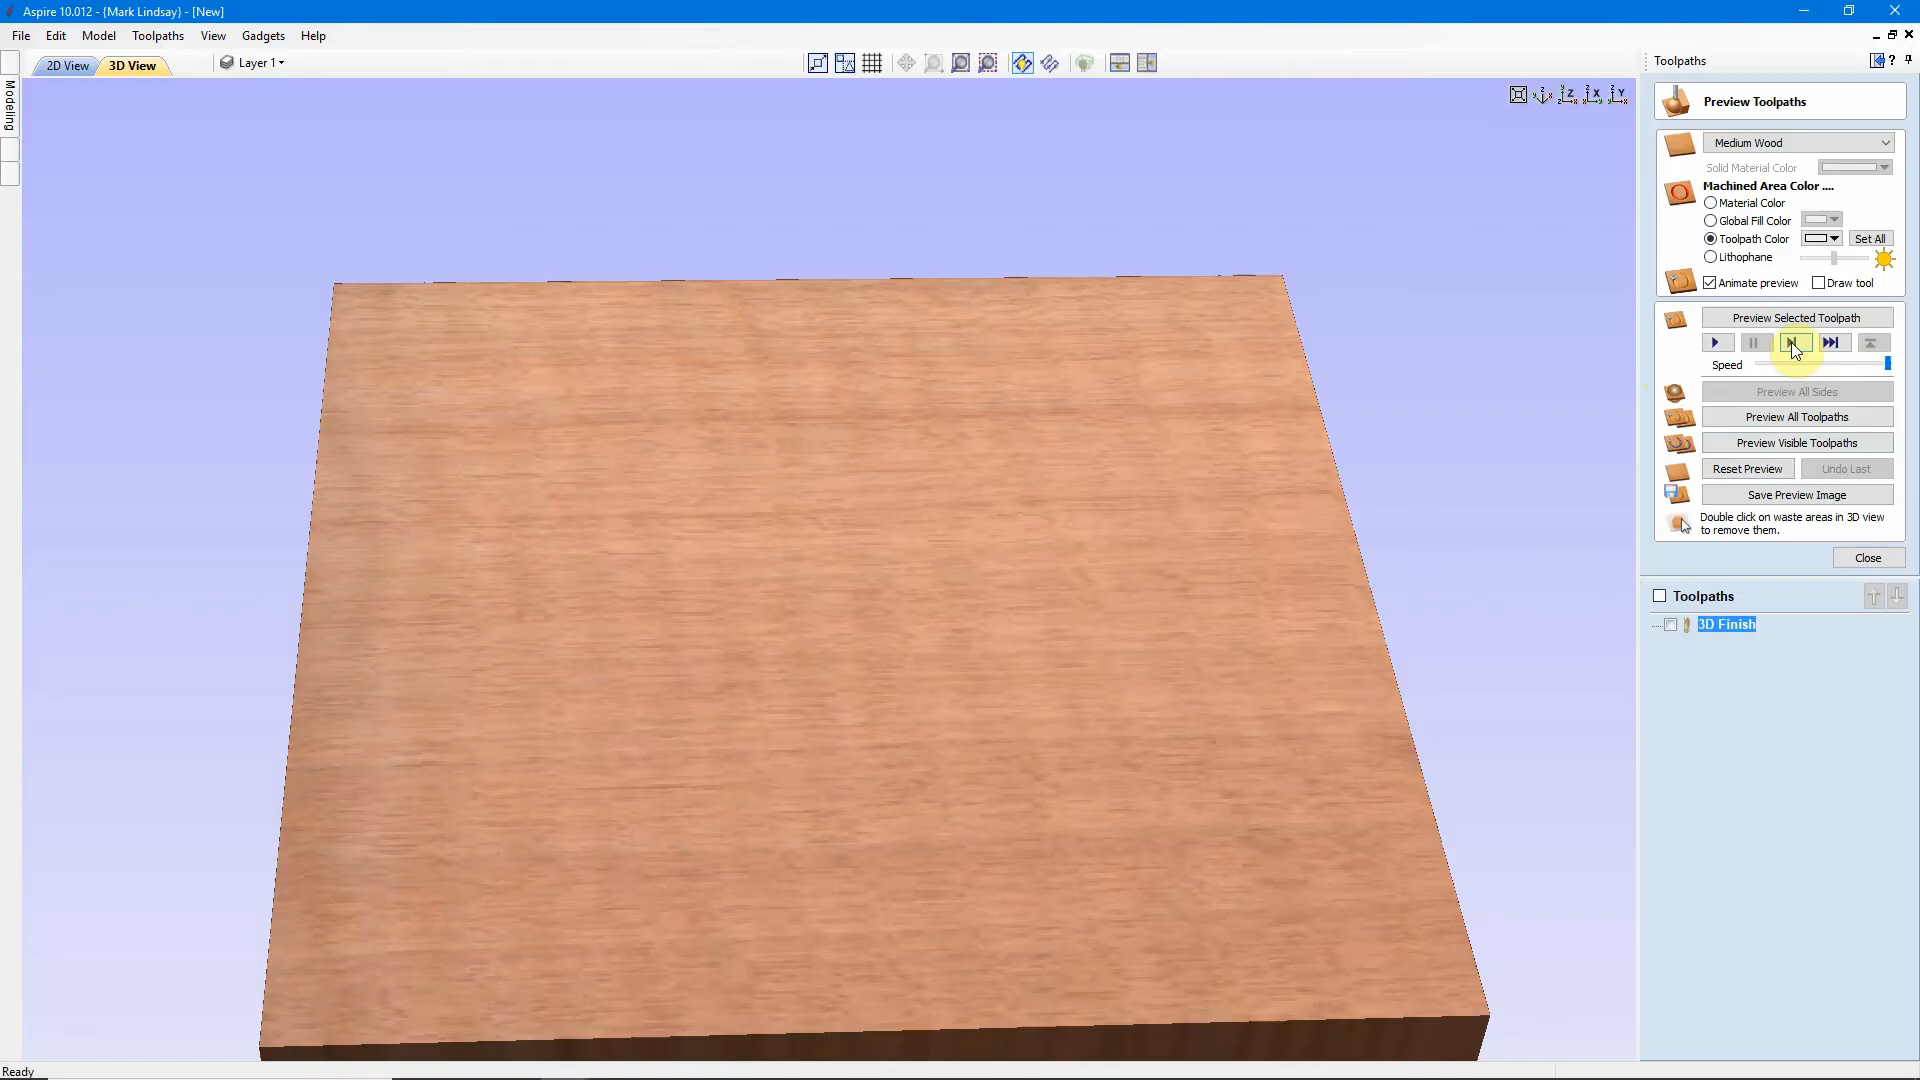 Aspire 10.012 - {Mark Lindsay} - [New]
File Edit Model Toolpaths View Gadgets Help
2D View 3D View Layer 1
Modeling
Toolpaths
Preview Toolpaths
Medium Wood
Solid Material Color
Machined Area Color ....
Material Color
Global Fill Color
Toolpath Color Set All
Lithophane
Animate preview Draw tool
Preview Selected Toolpath
Speed
Preview All Sides
Preview All Toolpaths
Preview Visible Toolpaths
Reset Preview Undo Last
Save Preview Image
Double click on waste areas in 3D view
to remove them.
Close
Toolpaths
3D Finish
Ready